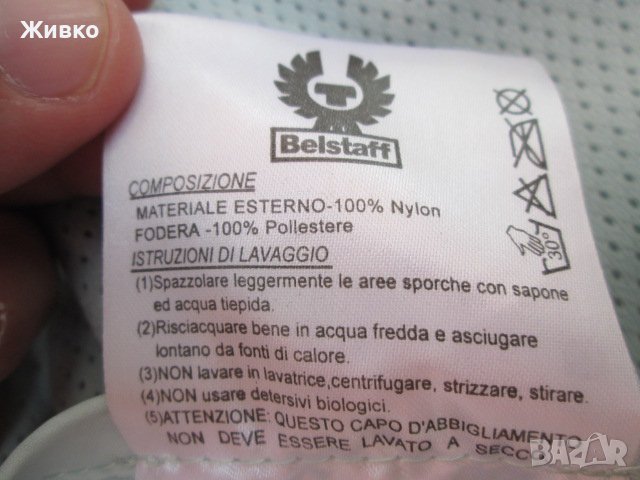 Живко
Belstaff
COMPOSIZIONE
MATERIALE ESTERNO-100% Nylon
FODERA -100% Poliestere
ISTRUZIONI DI LAVAGGIO
(1)Spazzolare leggermente le aree sporche con sapone
ed acqua tiepida.
(2)Risciacquare bene in acqua fredda e asciugare
lontano da fonti di calore.
(3)NON lavare in lavatrice,centrifugare, strizzare, stirare.
(4)NON usare detersivi biologici.
(5)ATTENZIONE: QUESTO CAPO D'ABBIGLIAMENTO
NON DEVE ESSERE LAVATO A SECCO
30°
BAZAR